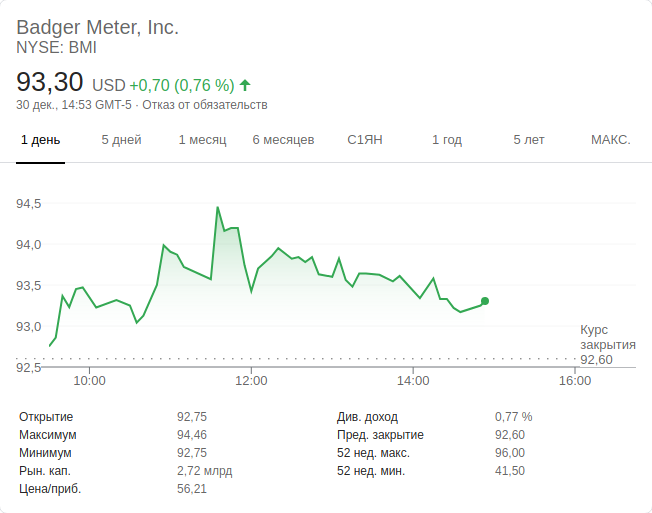 Badger Meter, Inc.
NYSE: BMI
93,30 USD +0,70 (0,76 %)
30 дек., 14:53 GMT-5 · Отказ от обязательств
1 день 5 дней 1 месяц 6 месяцев С1ЯН 1 год 5 лет МАКС.
94,5
94,0
93,5
93,0
92,5
Курс
закрытия
92,60
10:00 12:00 14:00 16:00
Открытие 92,75 Див. доход 0,77 %
Максимум 94,46 Пред. закрытие 92,60
Минимум 92,75 52 нед. макс. 96,00
Рын. кап. 2,72 млрд 52 нед. мин. 41,50
Цена/приб. 56,21